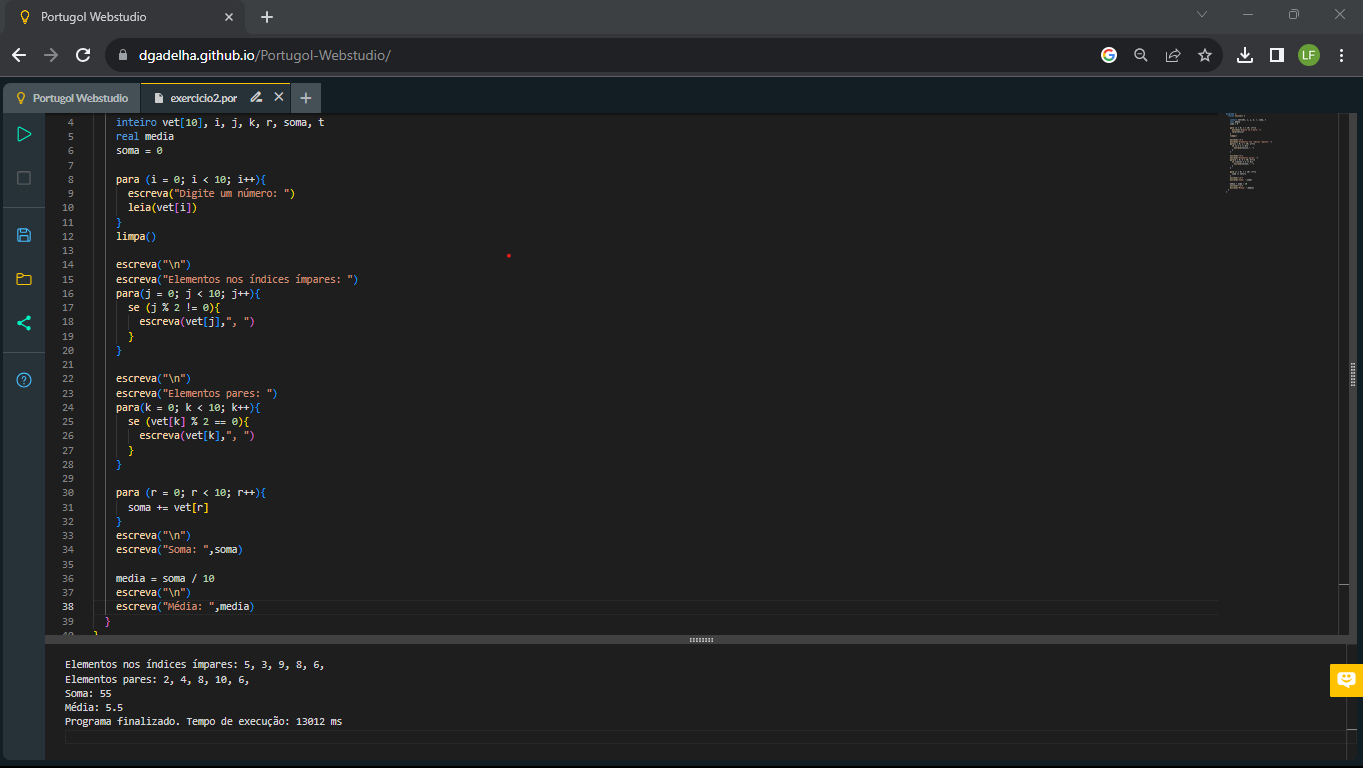 Portugol Webstudio
dgadelha.github.io/Portugol-Webstudio/
LF
Portugol Webstudio
exercicio2.por
4 inteiro vet[10], i, j, k, r, soma, t
5 real media
6 soma = 0
7
8 para (i = 0; i < 10; i++){
9 escreva("Digite um número: ")
10 leia(vet[i])
11 }
12 limpa()
13
14 escreva("\n")
15 escreva("Elementos nos índices ímpares: ")
16 para(j = 0; j < 10; j++){
17 se (j % 2 != 0){
18 escreva(vet[j],", ")
19 }
20 }
21
22 escreva("\n")
23 escreva("Elementos pares: ")
24 para(k = 0; k < 10; k++){
25 se (vet[k] % 2 == 0){
26 escreva(vet[k],", ")
27 }
28 }
29
30 para (r = 0; r < 10; r++){
31 soma += vet[r]
32 }
33 escreva("\n")
34 escreva("Soma: ",soma)
35
36 media = soma / 10
37 escreva("\n")
38 escreva("Média: ",media)
39 }
40 }
Elementos nos índices ímpares: 5, 3, 9, 8, 6,
Elementos pares: 2, 4, 8, 10, 6,
Soma: 55
Média: 5.5
Programa finalizado. Tempo de execução: 13012 ms